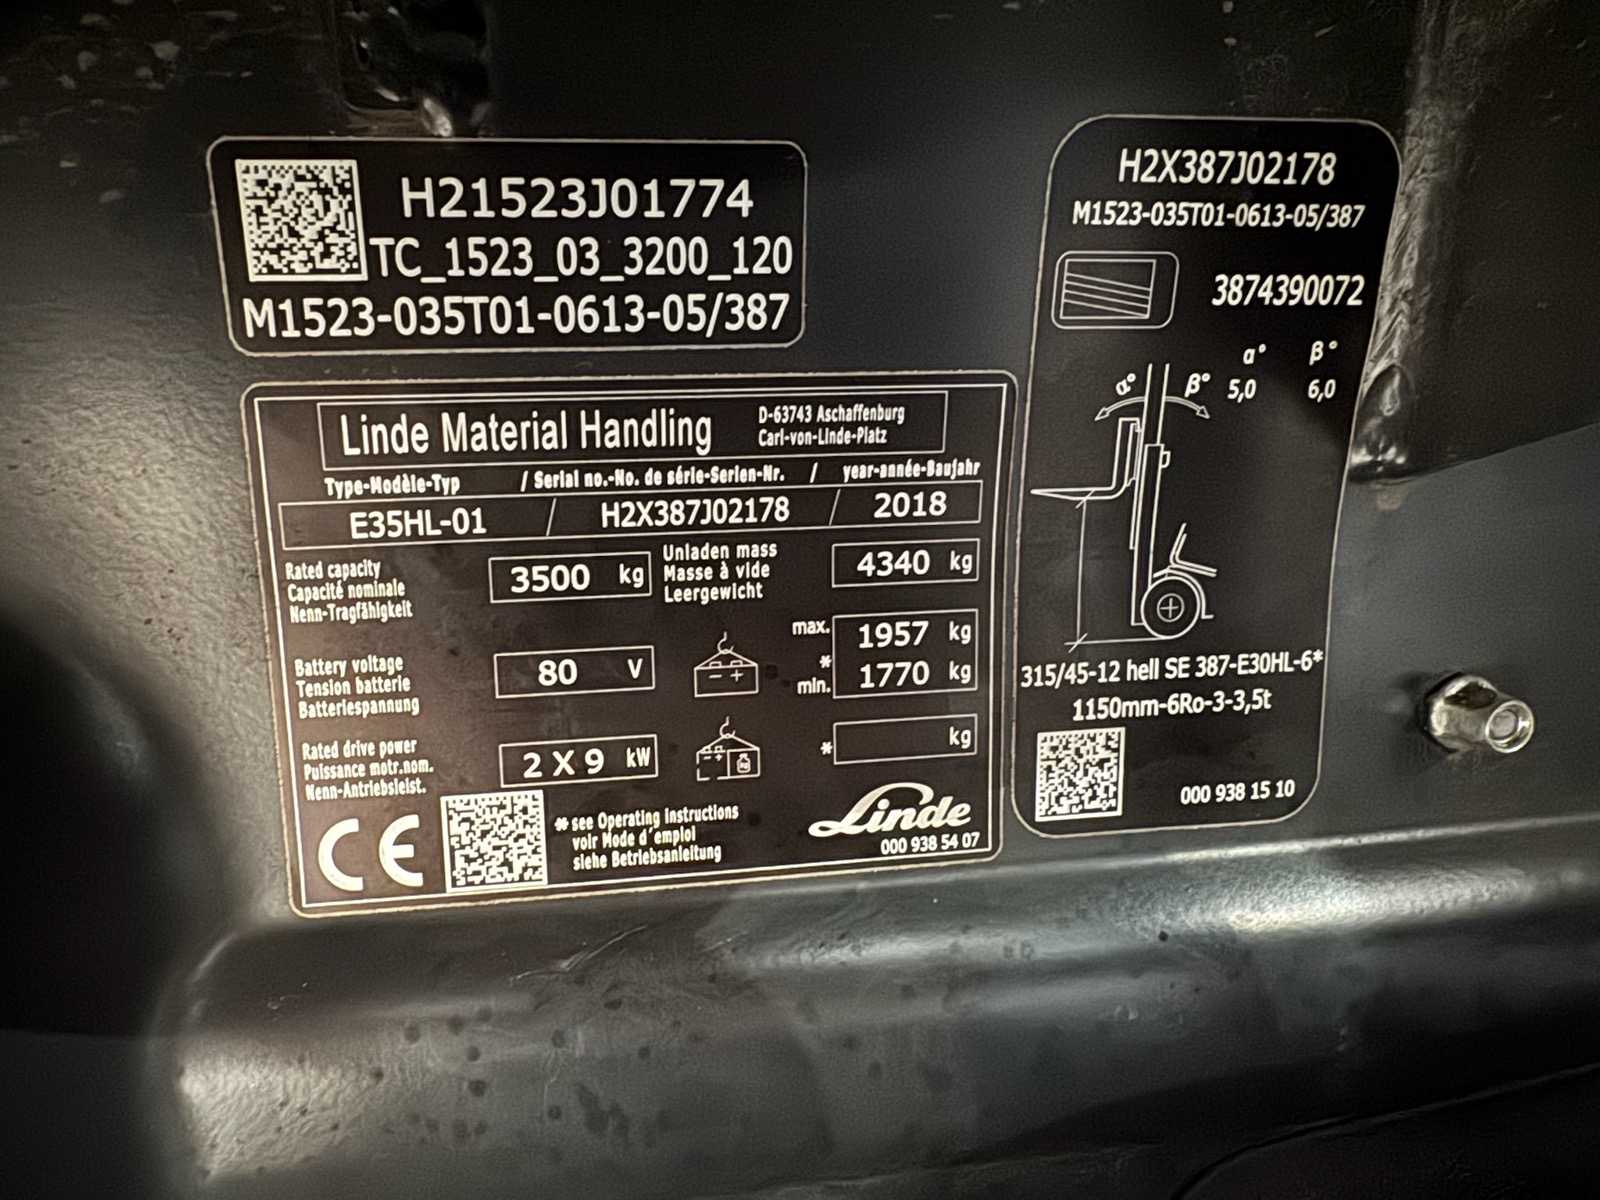 H21523J01774
TC_1523_03_3200_120
M1523-035T01-0613-05/387
Linde Material Handling
D-63743 Aschaffenburg
Carl-von-Linde-Platz
Type-Modèle-Typ / Serial no.-No. de série-Serien-Nr. / year-année-Baujahr
E35HL-01 / H2X387J02178 / 2018
Rated capacity
Capacité nominale
Nenn-Tragfähigkeit
3500 kg
Unladen mass
Masse à vide
Leergewicht
4340 kg
Battery voltage
Tension batterie
Batteriespannung
80 V
- +
max. 1957 kg
*
min. 1770 kg
Rated drive power
Puissance motr.nom.
Nenn-Antriebsleist.
2 X 9 kW
* kg
CE
* see Operating Instructions
voir Mode d'emploi
siehe Betriebsanleitung
Linde
000 938 54 07
H2X387J02178
M1523-035T01-0613-05/387
3874390072
α° β°
5,0 6,0
α° β°
315/45-12 hell SE 387-E30HL-6*
1150mm-6Ro-3-3,5t
000 938 15 10